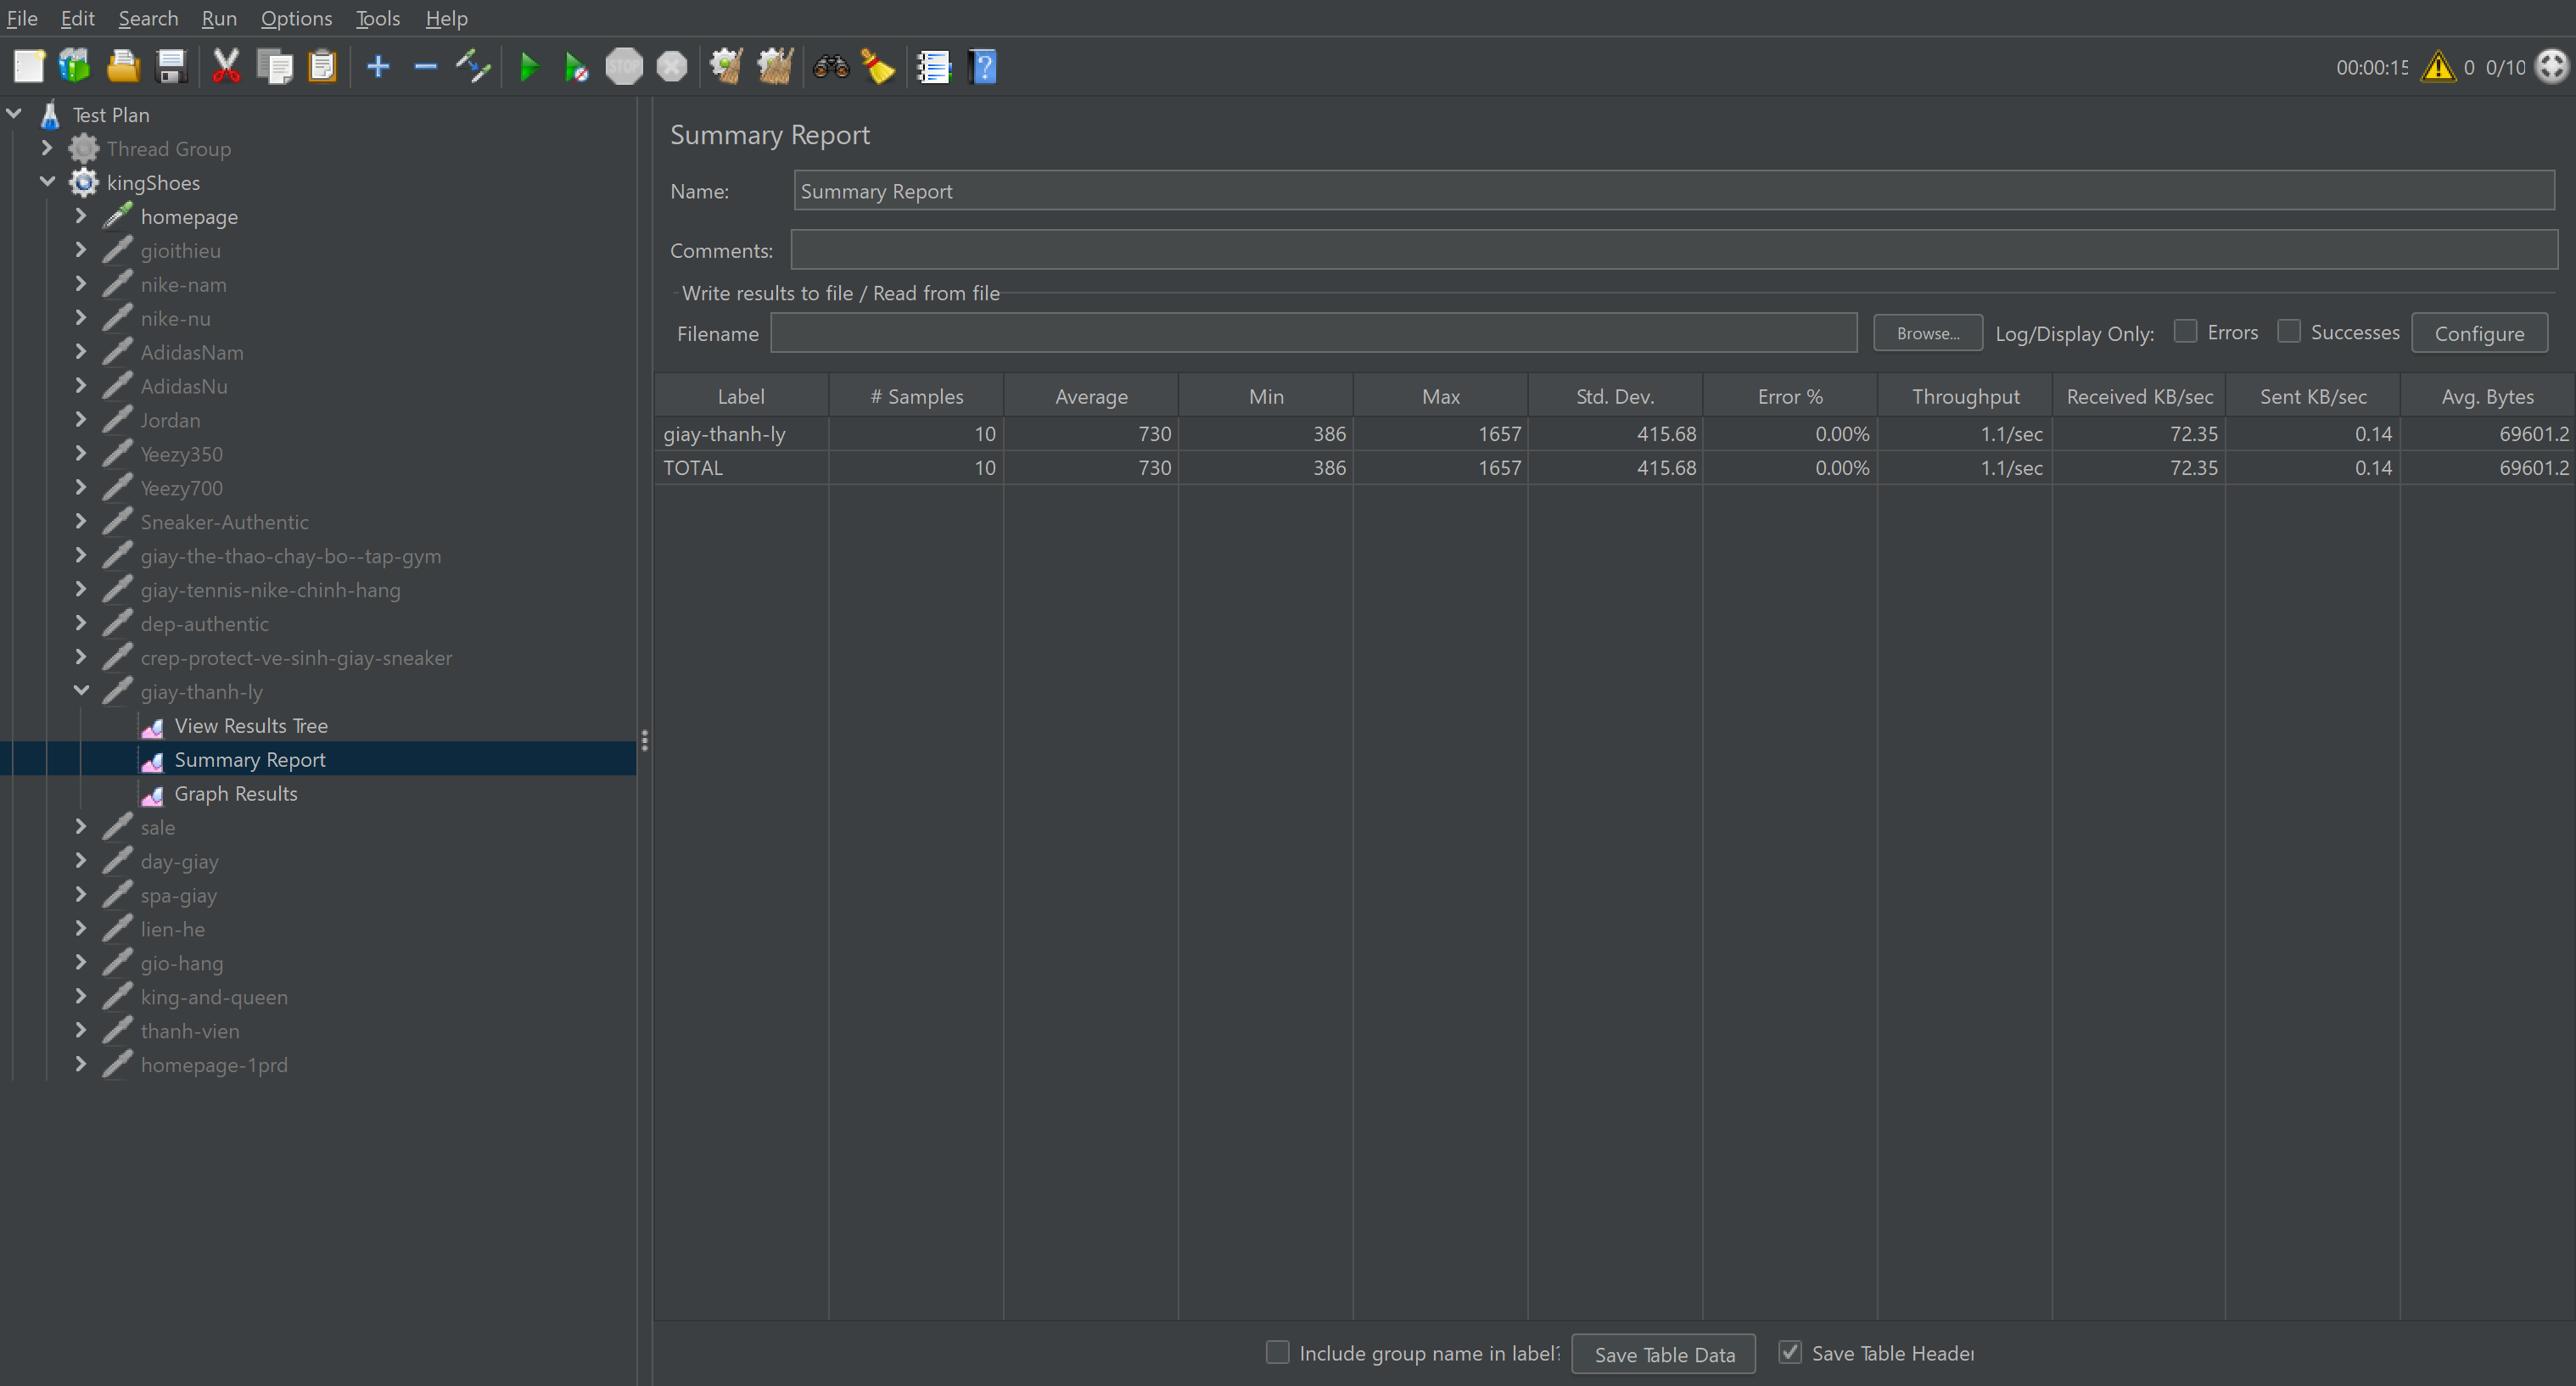 File Edit Search Run Options Tools Help
STOP
00:00:15 0 0/10
Test Plan
Thread Group
kingShoes
homepage
gioithieu
nike-nam
nike-nu
AdidasNam
AdidasNu
Jordan
Yeezy350
Yeezy700
Sneaker-Authentic
giay-the-thao-chay-bo--tap-gym
giay-tennis-nike-chinh-hang
dep-authentic
crep-protect-ve-sinh-giay-sneaker
giay-thanh-ly
View Results Tree
Summary Report
Graph Results
sale
day-giay
spa-giay
lien-he
gio-hang
king-and-queen
thanh-vien
homepage-1prd
Summary Report
Name: Summary Report
Comments:
Write results to file / Read from file
Filename Browse... Log/Display Only: Errors Successes Configure
Label # Samples Average Min Max Std. Dev. Error % Throughput Received KB/sec Sent KB/sec Avg. Bytes
giay-thanh-ly 10 730 386 1657 415.68 0.00% 1.1/sec 72.35 0.14 69601.2
TOTAL 10 730 386 1657 415.68 0.00% 1.1/sec 72.35 0.14 69601.2
Include group name in label? Save Table Data Save Table Header